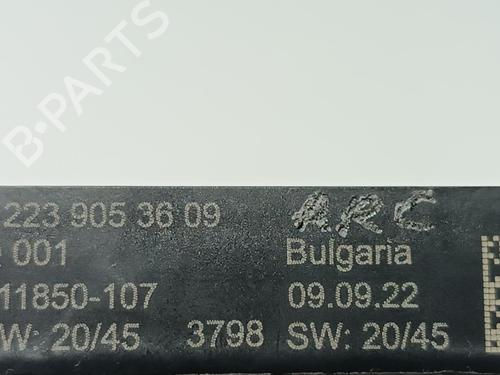 B-PARTS
223 905 36 09 ARC
001 Bulgaria
11850-107 09.09.22
W: 20/45 3798 SW: 20/45